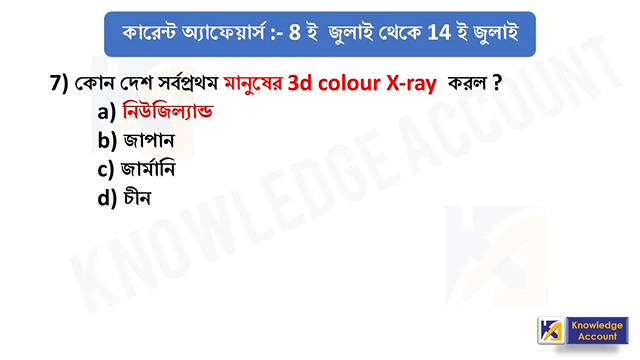 কারেন্ট অ্যাফেয়ার্স :- 8 ই জুলাই থেকে 14 ই জুলাই
7) কোন দেশ সর্বপ্রথম মানুষের 3d colour X-ray করল ?
a) নিউজিল্যান্ড
b) জাপান
c) জার্মানি
d) চীন
KNOWLEDGE ACCOUNT
Knowledge
Account